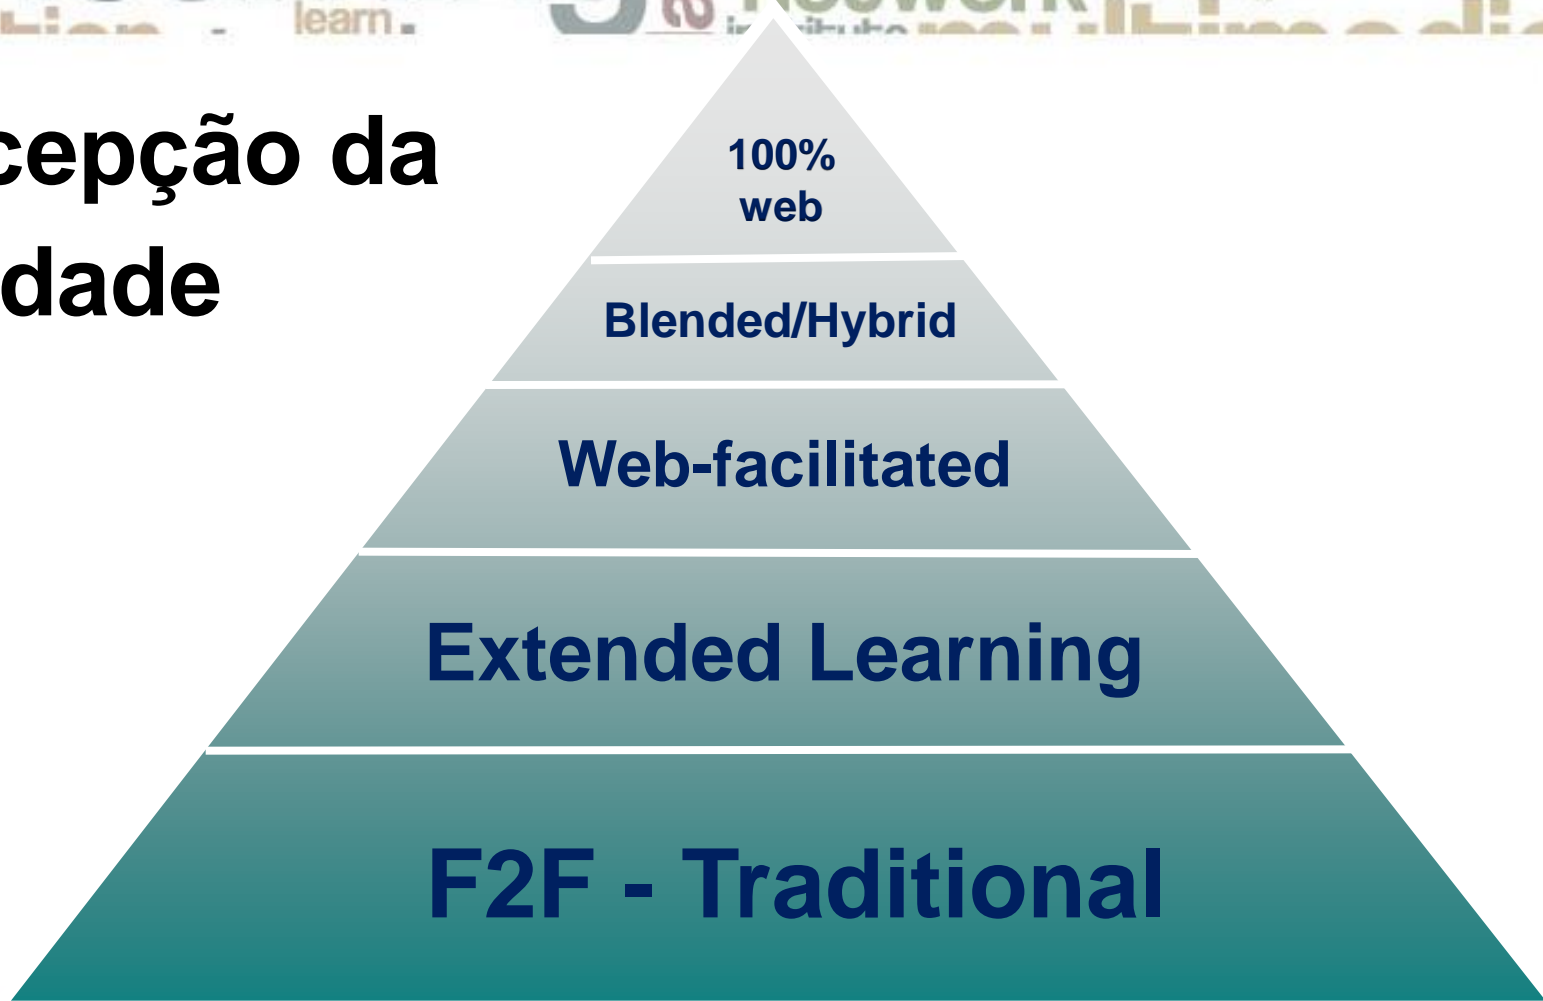 learn
cepção da
dade
100%
web
Blended/Hybrid
Web-facilitated
Extended Learning
F2F - Traditional